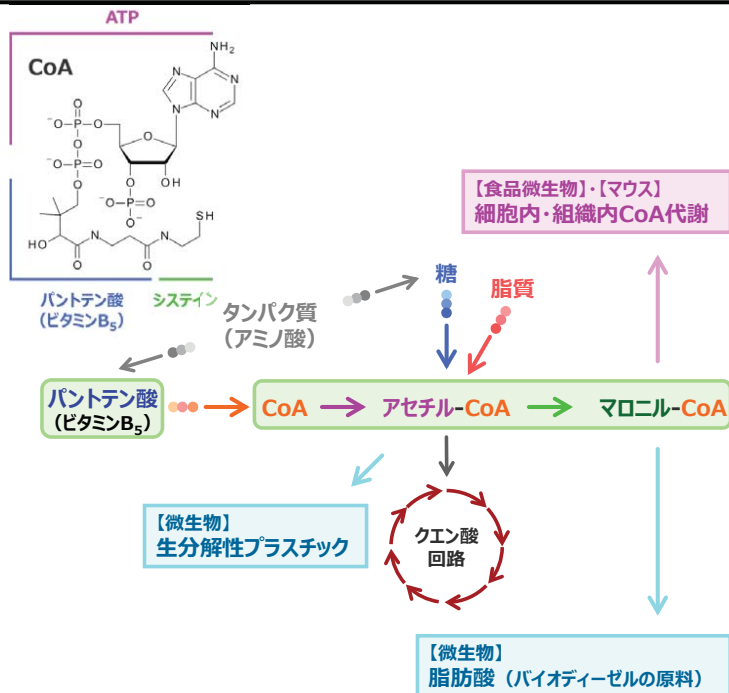 ATP
CoA
NH₂
N
N
N
N
O
O
⁻O-P-O
O
O
⁻O-P=O
O
O
OH
O
⁻O-P=O
O⁻
SH
HO
O
N
H
O
N
H
パントテン酸
(ビタミンB₅)
システイン
【食品微生物】・【マウス】
細胞内・組織内CoA代謝
糖
脂質
タンパク質
(アミノ酸)
パントテン酸
(ビタミンB₅)
CoA
アセチル-CoA
マロニル-CoA
【微生物】
生分解性プラスチック
クエン酸
回路
【微生物】
脂肪酸（バイオディーゼルの原料）